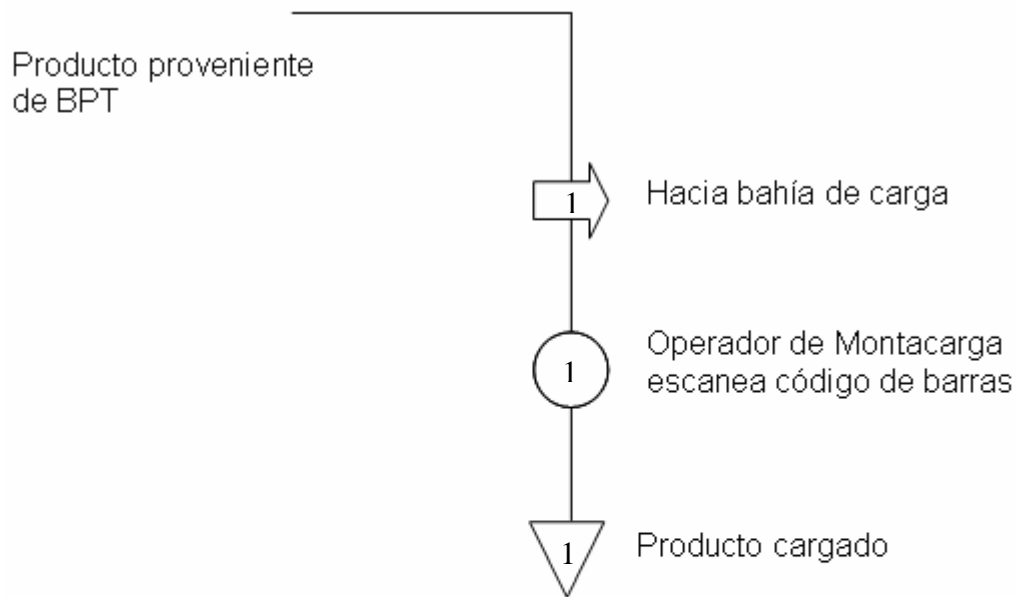 Producto proveniente
de BPT
1
Hacia bahía de carga
1
Operador de Montacarga
escanea código de barras
1
Producto cargado